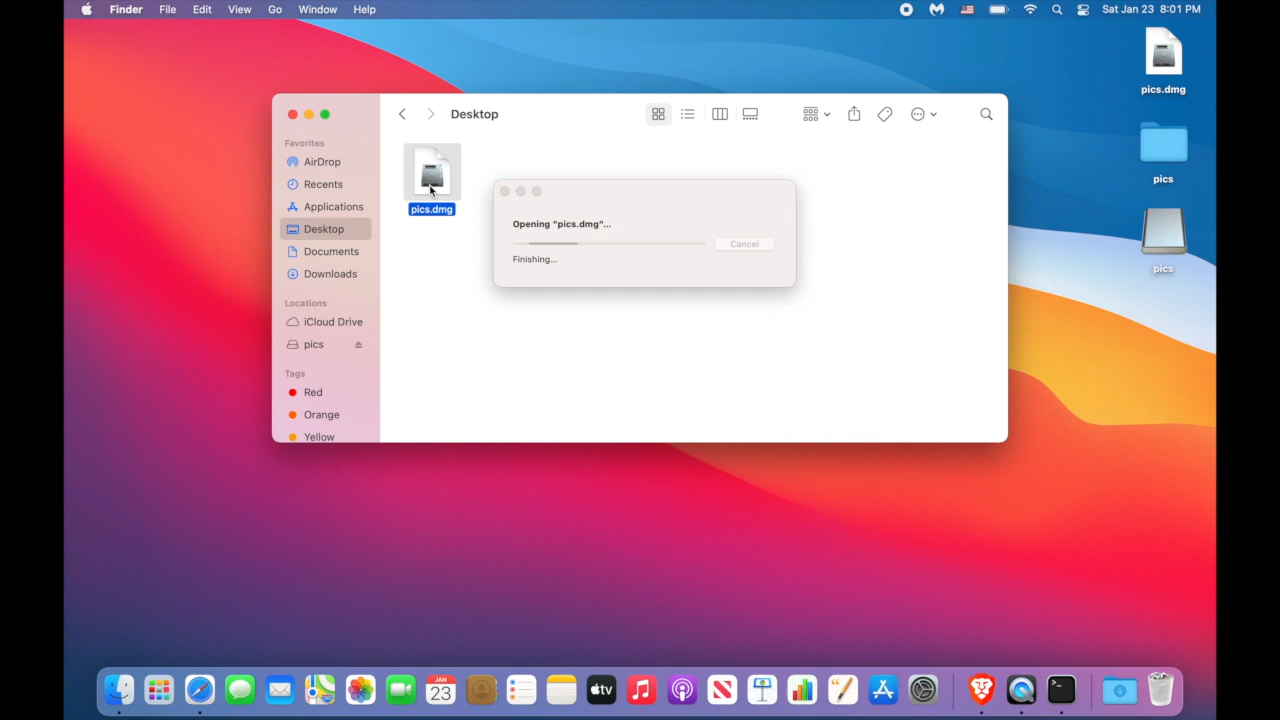 Finder File Edit View Go Window Help Sat Jan 23 8:01 PM
pics.dmg
pics
pics
Desktop
Favorites
AirDrop
Recents
Applications
Desktop
Documents
Downloads
Locations
iCloud Drive
pics
Tags
Red
Orange
Yellow
pics.dmg
Opening "pics.dmg"...
Cancel
Finishing...
tv
JAN
23